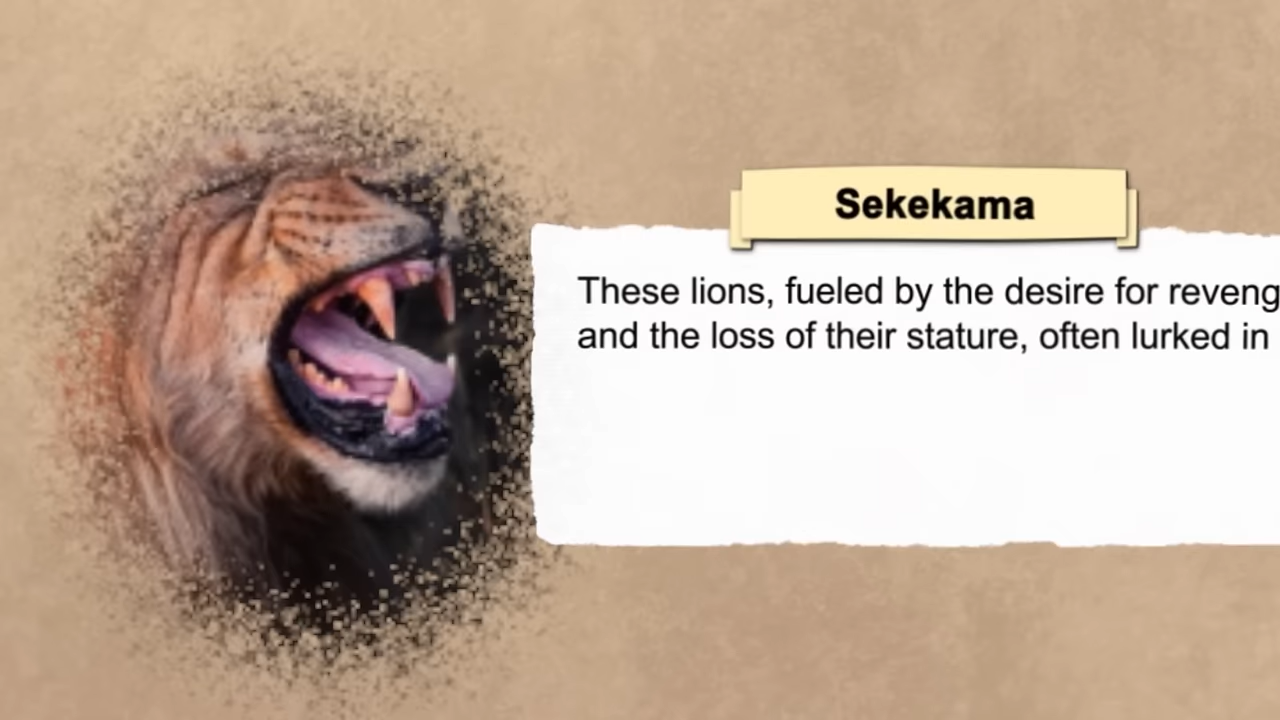 Sekekama
These lions, fueled by the desire for reveng
and the loss of their stature, often lurked in